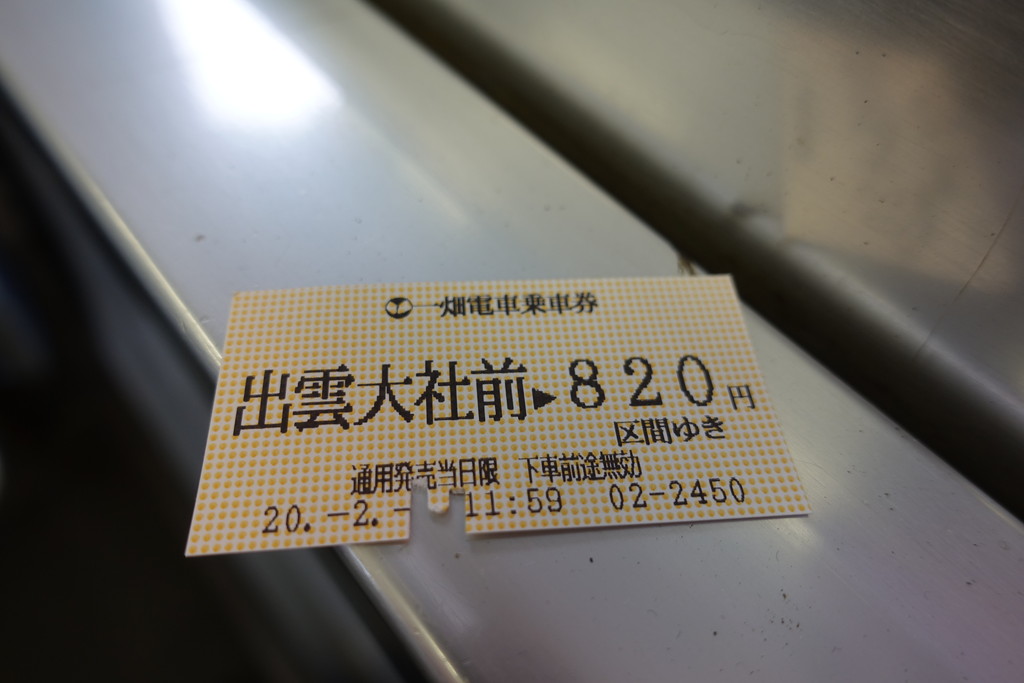 一畑電車乗車券
出雲大社前▶820円
区間ゆき
通用発売当日限 下車前途無効
20.-2.- 11:59 02-2450